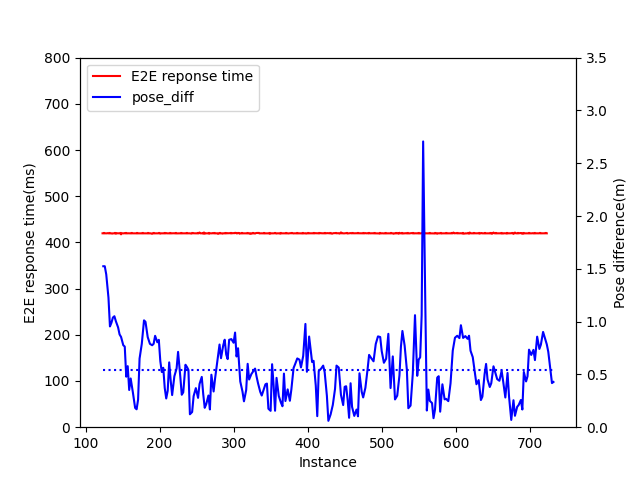 E2E reponse time
pose_diff
800
700
600
500
400
300
200
100
0
E2E response time(ms)
3.5
3.0
2.5
2.0
1.5
1.0
0.5
0.0
Pose difference(m)
100 200 300 400 500 600 700
Instance